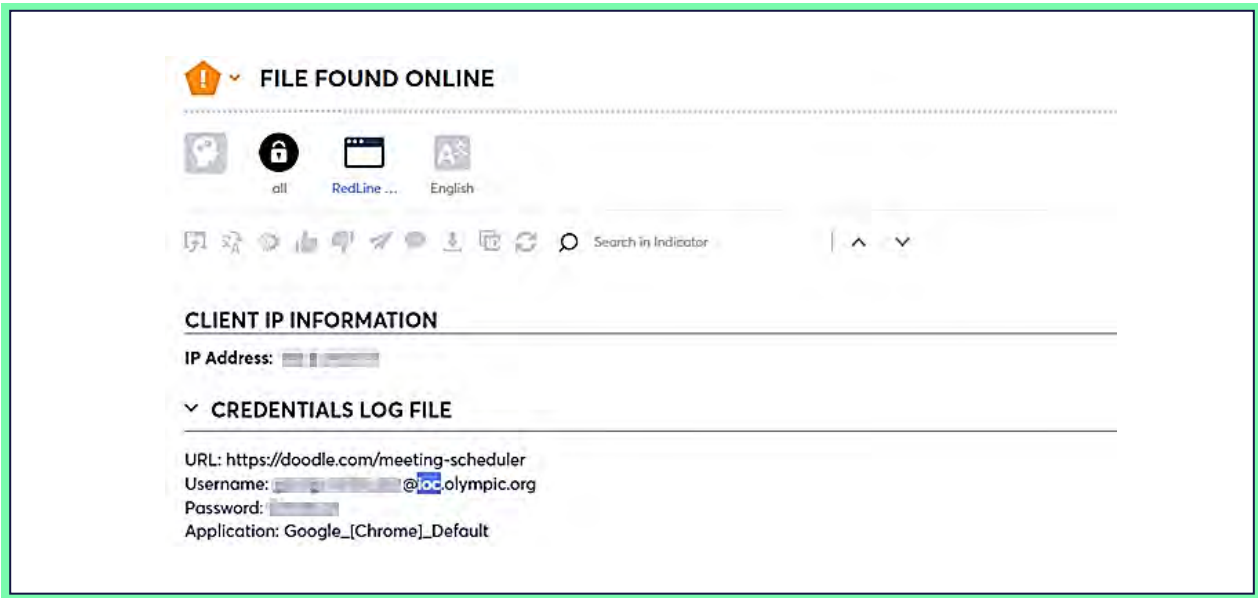 FILE FOUND ONLINE
all
RedLine ...
English
Search in Indicator
CLIENT IP INFORMATION
IP Address:
CREDENTIALS LOG FILE
URL: https://doodle.com/meeting-scheduler
Username: @ioc.olympic.org
Password:
Application: Google_[Chrome]_Default